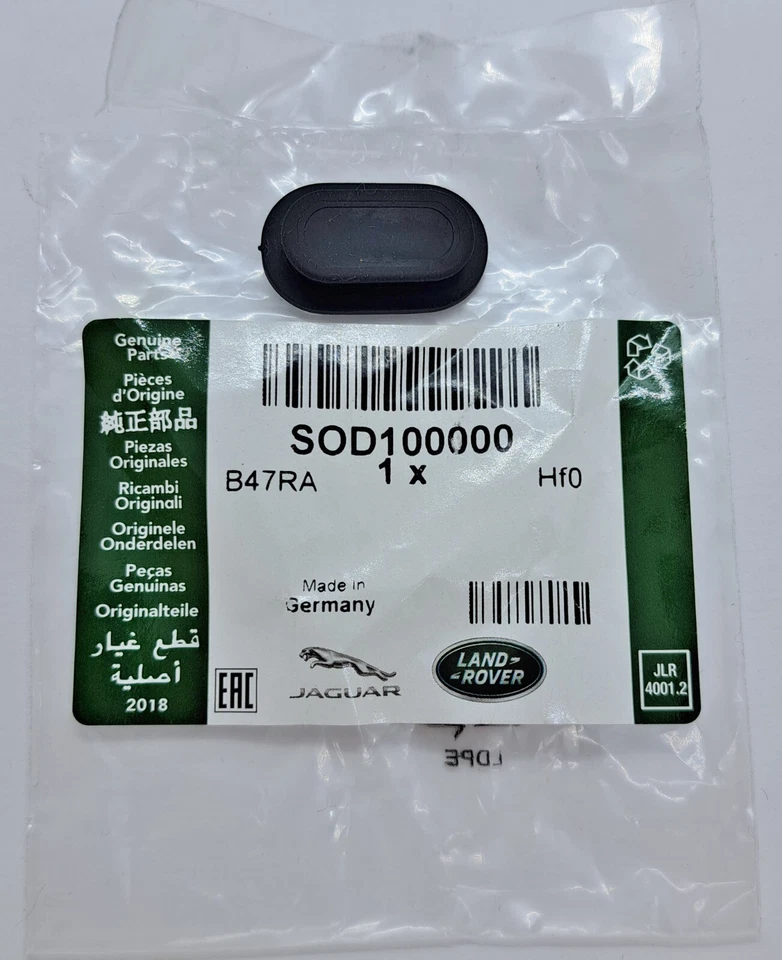 Genuine
Parts
Pièces
d'Origine
純正部品
Piezas
Originales
Ricambi
Originali
Originele
Onderdelen
Peças
Genuinas
Originalteile
قطع غيار
أصلية
2018
SOD100000
1 x
B47RA
Hf0
Made in
Germany
EAC
JAGUAR
LAND
ROVER
JLR
4001.2
LDPE